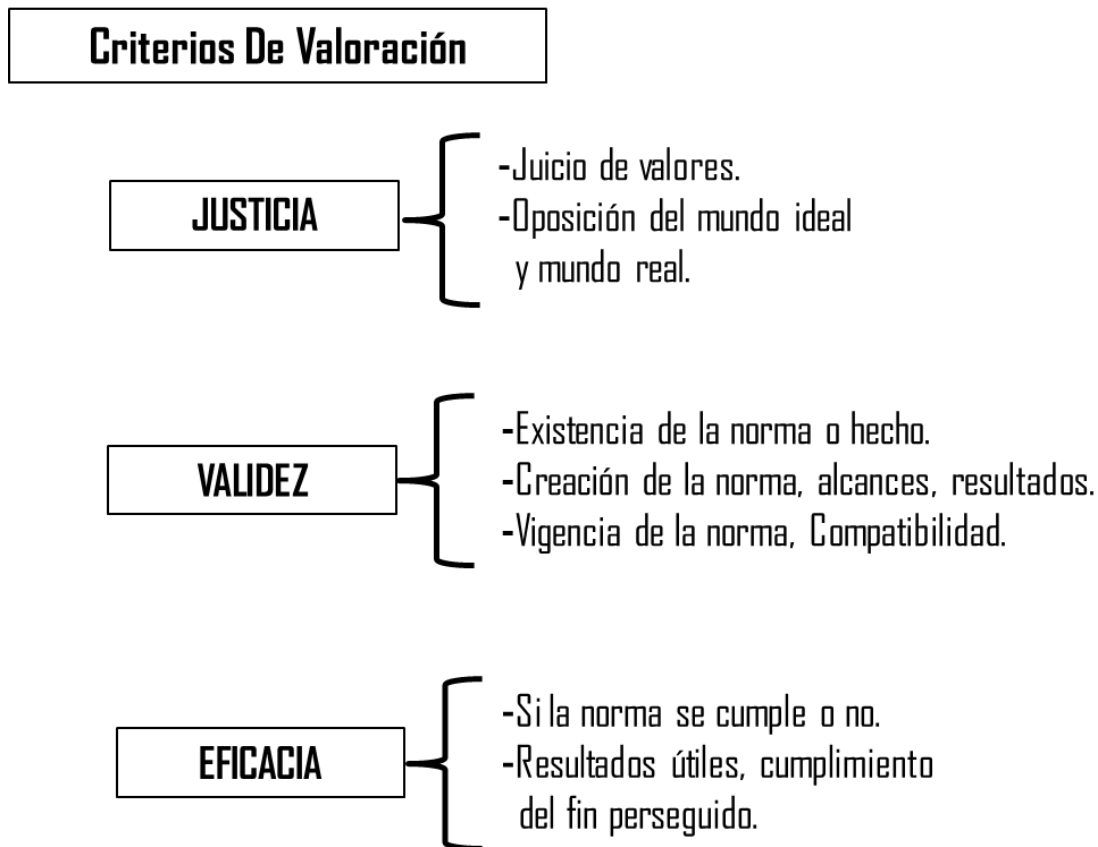 Criterios De Valoración
JUSTICIA
-Juicio de valores.
-Oposición del mundo ideal
y mundo real.
VALIDEZ
-Existencia de la norma o hecho.
-Creación de la norma, alcances, resultados.
-Vigencia de la norma, Compatibilidad.
EFICACIA
-Si la norma se cumple o no.
-Resultados útiles, cumplimiento
del fin perseguido.